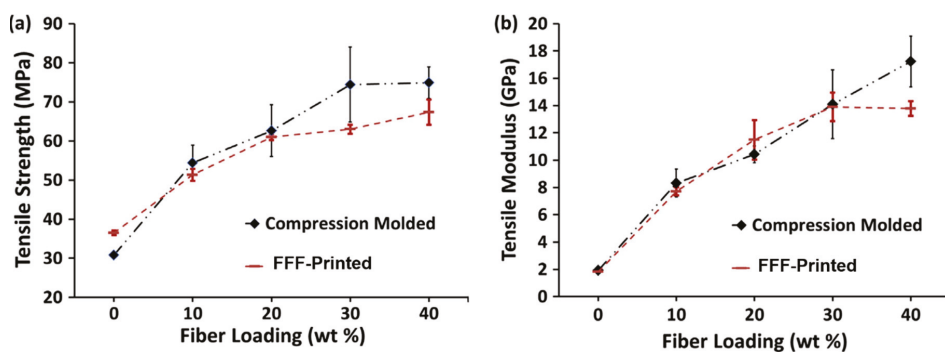 (a)
90
80
70
60
50
40
30
20
Tensile Strength (MPa)
Compression Molded
FFF-Printed
0 10 20 30 40
Fiber Loading (wt %)
(b)
20
18
16
14
12
10
8
6
4
2
0
Tensile Modulus (GPa)
Compression Molded
FFF-Printed
0 10 20 30 40
Fiber Loading (wt %)